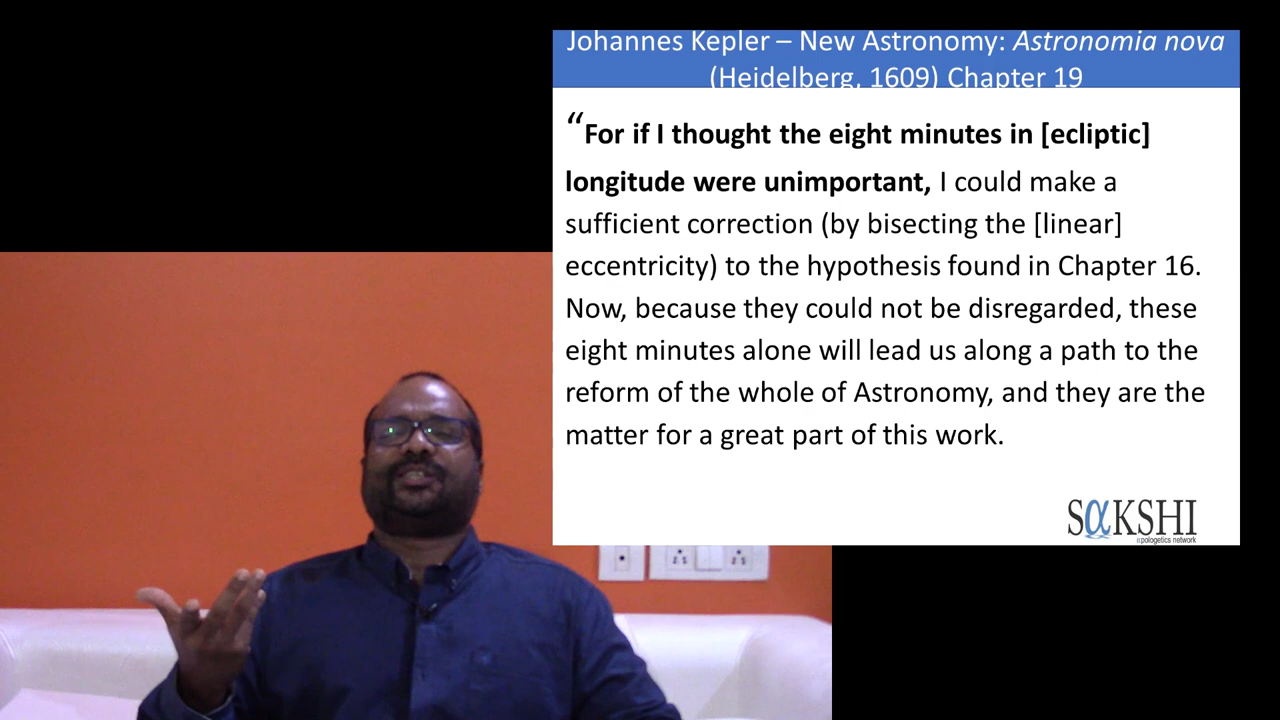 Johannes Kepler – New Astronomy: Astronomia nova
(Heidelberg, 1609) Chapter 19
“For if I thought the eight minutes in [ecliptic]
longitude were unimportant, I could make a
sufficient correction (by bisecting the [linear]
eccentricity) to the hypothesis found in Chapter 16.
Now, because they could not be disregarded, these
eight minutes alone will lead us along a path to the
reform of the whole of Astronomy, and they are the
matter for a great part of this work.
SαKSHI
αpologetics network